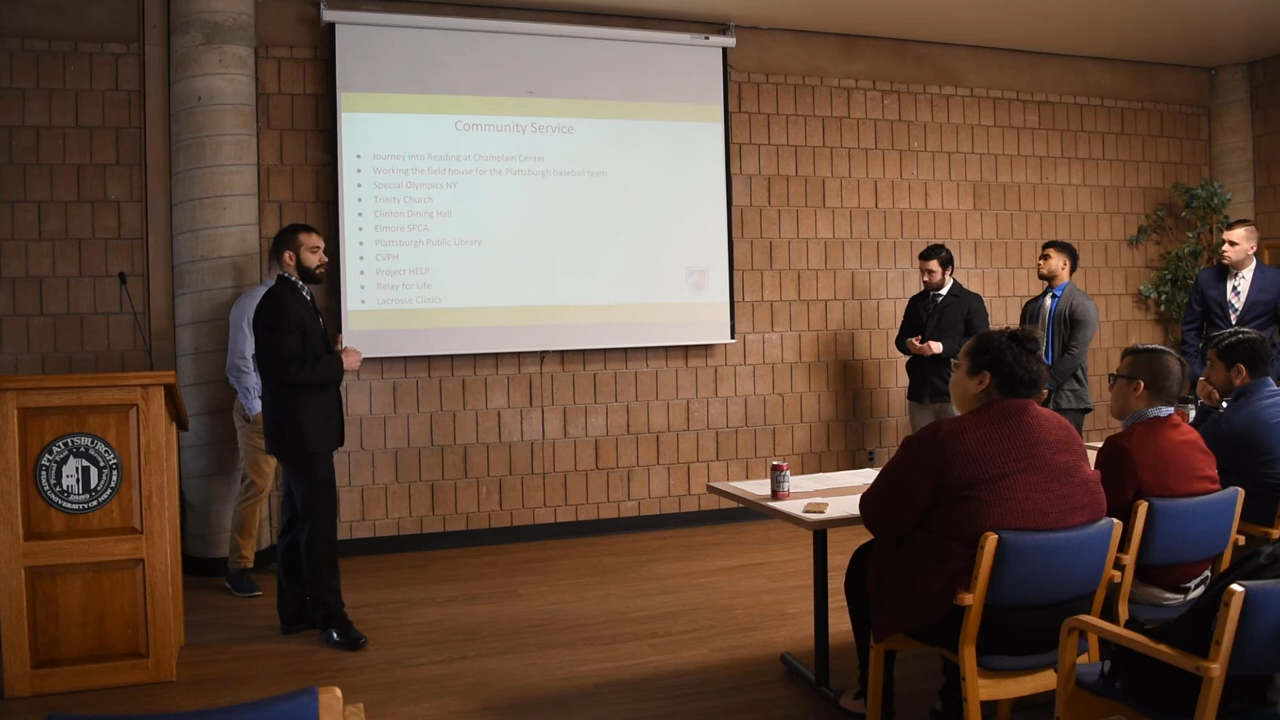 Community Service
● Journey into Reading at Champlain Center
● Working the field house for the Plattsburgh baseball team
● Special Olympics NY
● Trinity Church
● Clinton Dining Hall
● Elmore SPCA
● Plattsburgh Public Library
● CVPH
● Project HELP
● Relay for Life
● Lacrosse Clinics
PLATTSBURGH
STATE UNIVERSITY OF NEW YORK
1889